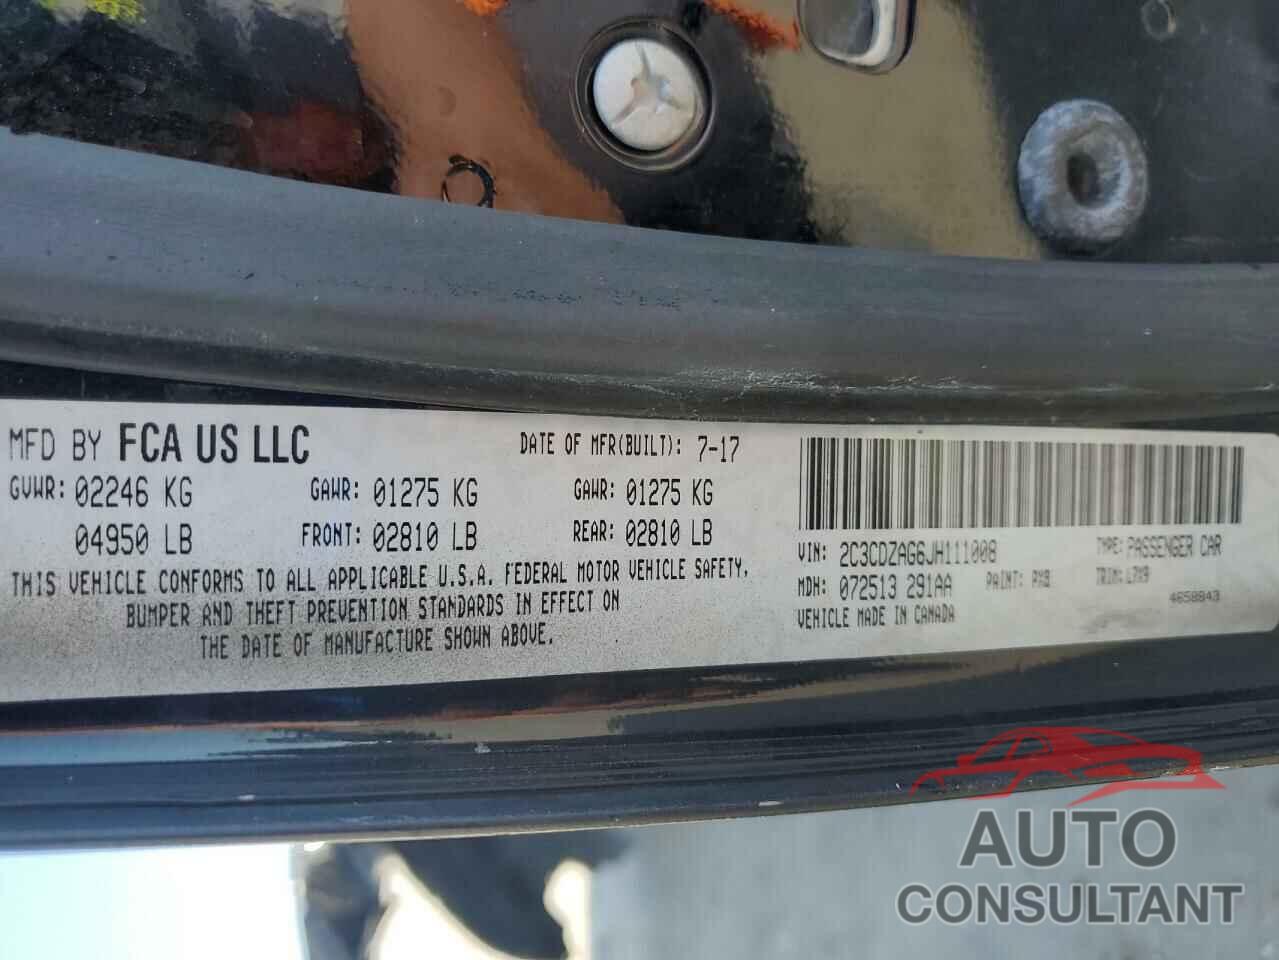 MFD BY FCA US LLC DATE OF MFR(BUILT): 7-17
GVWR: 02246 KG GAWR: 01275 KG GAWR: 01275 KG
04950 LB FRONT: 02810 LB REAR: 02810 LB
THIS VEHICLE CONFORMS TO ALL APPLICABLE U.S.A. FEDERAL MOTOR VEHICLE SAFETY,
BUMPER AND THEFT PREVENTION STANDARDS IN EFFECT ON
THE DATE OF MANUFACTURE SHOWN ABOVE.
VIN: 2C3CDZAG6JH111008 TYPE: PASSENGER CAR
MDH: 072513 291AA PAINT: PX8 TRIM: L7X9
VEHICLE MADE IN CANADA 4658843
AUTO
CONSULTANT